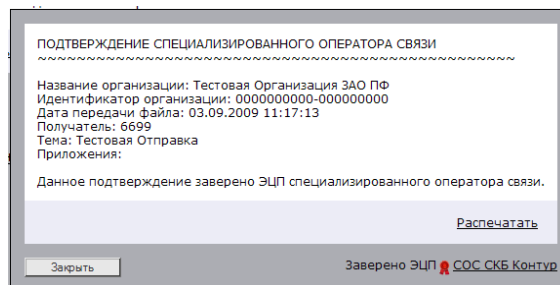 ПОДТВЕРЖДЕНИЕ СПЕЦИАЛИЗИРОВАННОГО ОПЕРАТОРА СВЯЗИ
~~~~~~~~~~~~~~~~~~~~~~~~~~~~~~~~~~~~~~~~~~~~~~~~~
Название организации: Тестовая Организация ЗАО ПФ
Идентификатор организации: 0000000000-000000000
Дата передачи файла: 03.09.2009 11:17:13
Получатель: 6699
Тема: Тестовая Отправка
Приложения:
Данное подтверждение заверено ЭЦП специализированного оператора связи.
Распечатать
Закрыть
Заверено ЭЦП СОС СКБ Контур